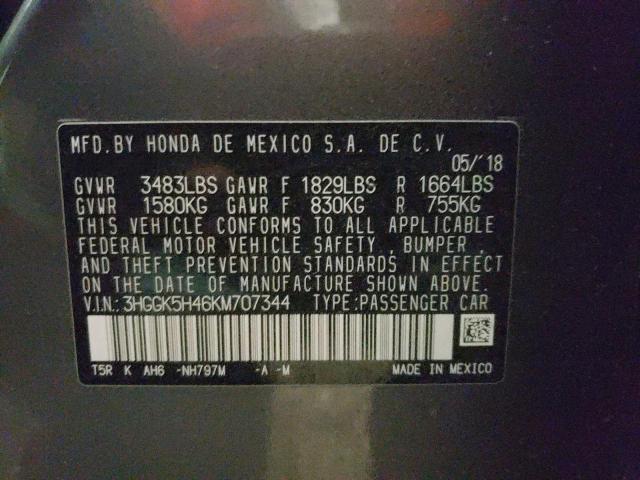 MFD. BY HONDA DE MEXICO S.A. DE C.V.
05/'18
GVWR 3483LBS GAWR F 1829LBS R 1664LBS
GVWR 1580KG GAWR F 830KG R 755KG
THIS VEHICLE CONFORMS TO ALL APPLICABLE
FEDERAL MOTOR VEHICLE SAFETY , BUMPER ,
AND THEFT PREVENTION STANDARDS IN EFFECT
ON THE DATE OF MANUFACTURE SHOWN ABOVE.
V.I.N.: 3HGGK5H46KM707344 TYPE:PASSENGER CAR
T5R K AH6 -NH797M -A -M MADE IN MEXICO